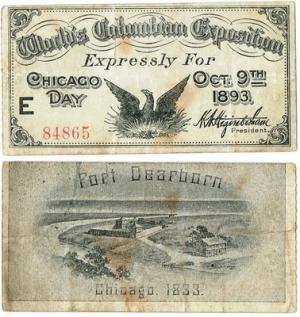 World's Columbian Exposition
Expressly For
Chicago Day
Oct. 9th 1893.
E
84865
President.
Fort Dearborn
Chicago, 1833.